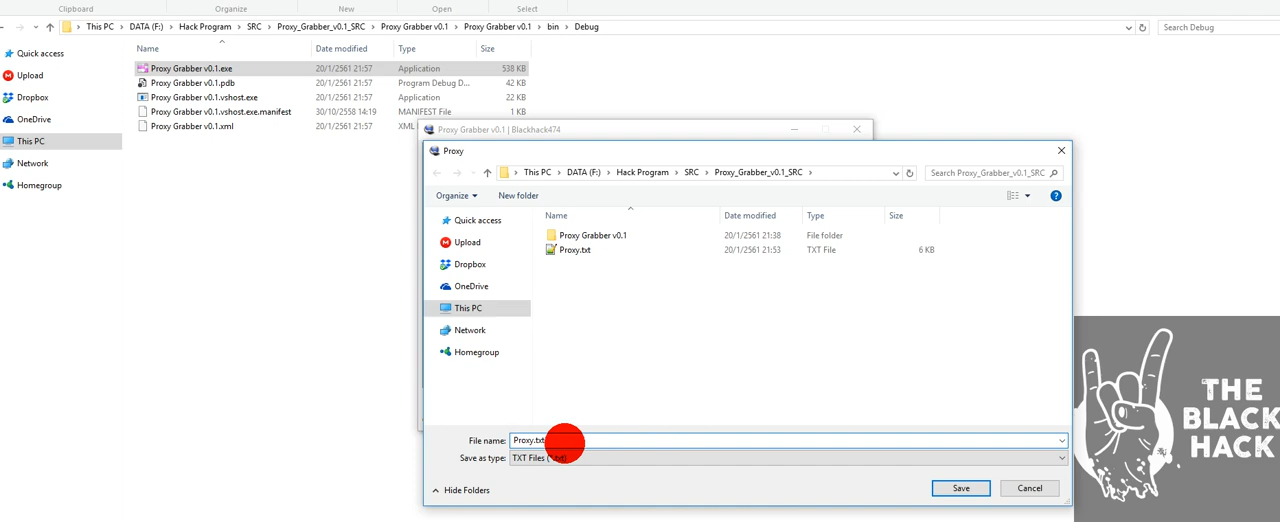 Clipboard Organize New Open Select
This PC > DATA (F:) > Hack Program > SRC > Proxy_Grabber_v0.1_SRC > Proxy Grabber v0.1 > Proxy Grabber v0.1 > bin > Debug
Search Debug
Name Date modified Type Size
Quick access
Mupload
Dropbox
OneDrive
This PC
Network
Homegroup
Proxy Grabber v0.1.exe 20/1/2561 21:57 Application 538 KB
Proxy Grabber v0.1.pdb 20/1/2561 21:57 Program Debug D... 42 KB
Proxy Grabber v0.1.vshost.exe 20/1/2561 21:57 Application 22 KB
Proxy Grabber v0.1.vshost.exe.manifest 30/10/2558 14:19 MANIFEST File 1 KB
Proxy Grabber v0.1.xml 20/1/2561 21:57 XML
Proxy Grabber v0.1 | Blackhack474
Proxy
This PC > DATA (F:) > Hack Program > SRC > Proxy_Grabber_v0.1_SRC >
Search Proxy_Grabber_v0.1_SRC
Organize New folder
Name Date modified Type Size
Quick access
Mupload
Dropbox
OneDrive
This PC
Network
Homegroup
Proxy Grabber v0.1 20/1/2561 21:38 File folder
Proxy.txt 20/1/2561 21:53 TXT File 6 KB
File name: Proxy.txt
Save as type: TXT Files (*.txt)
Hide Folders
Save Cancel
THE
BLACK
HACK